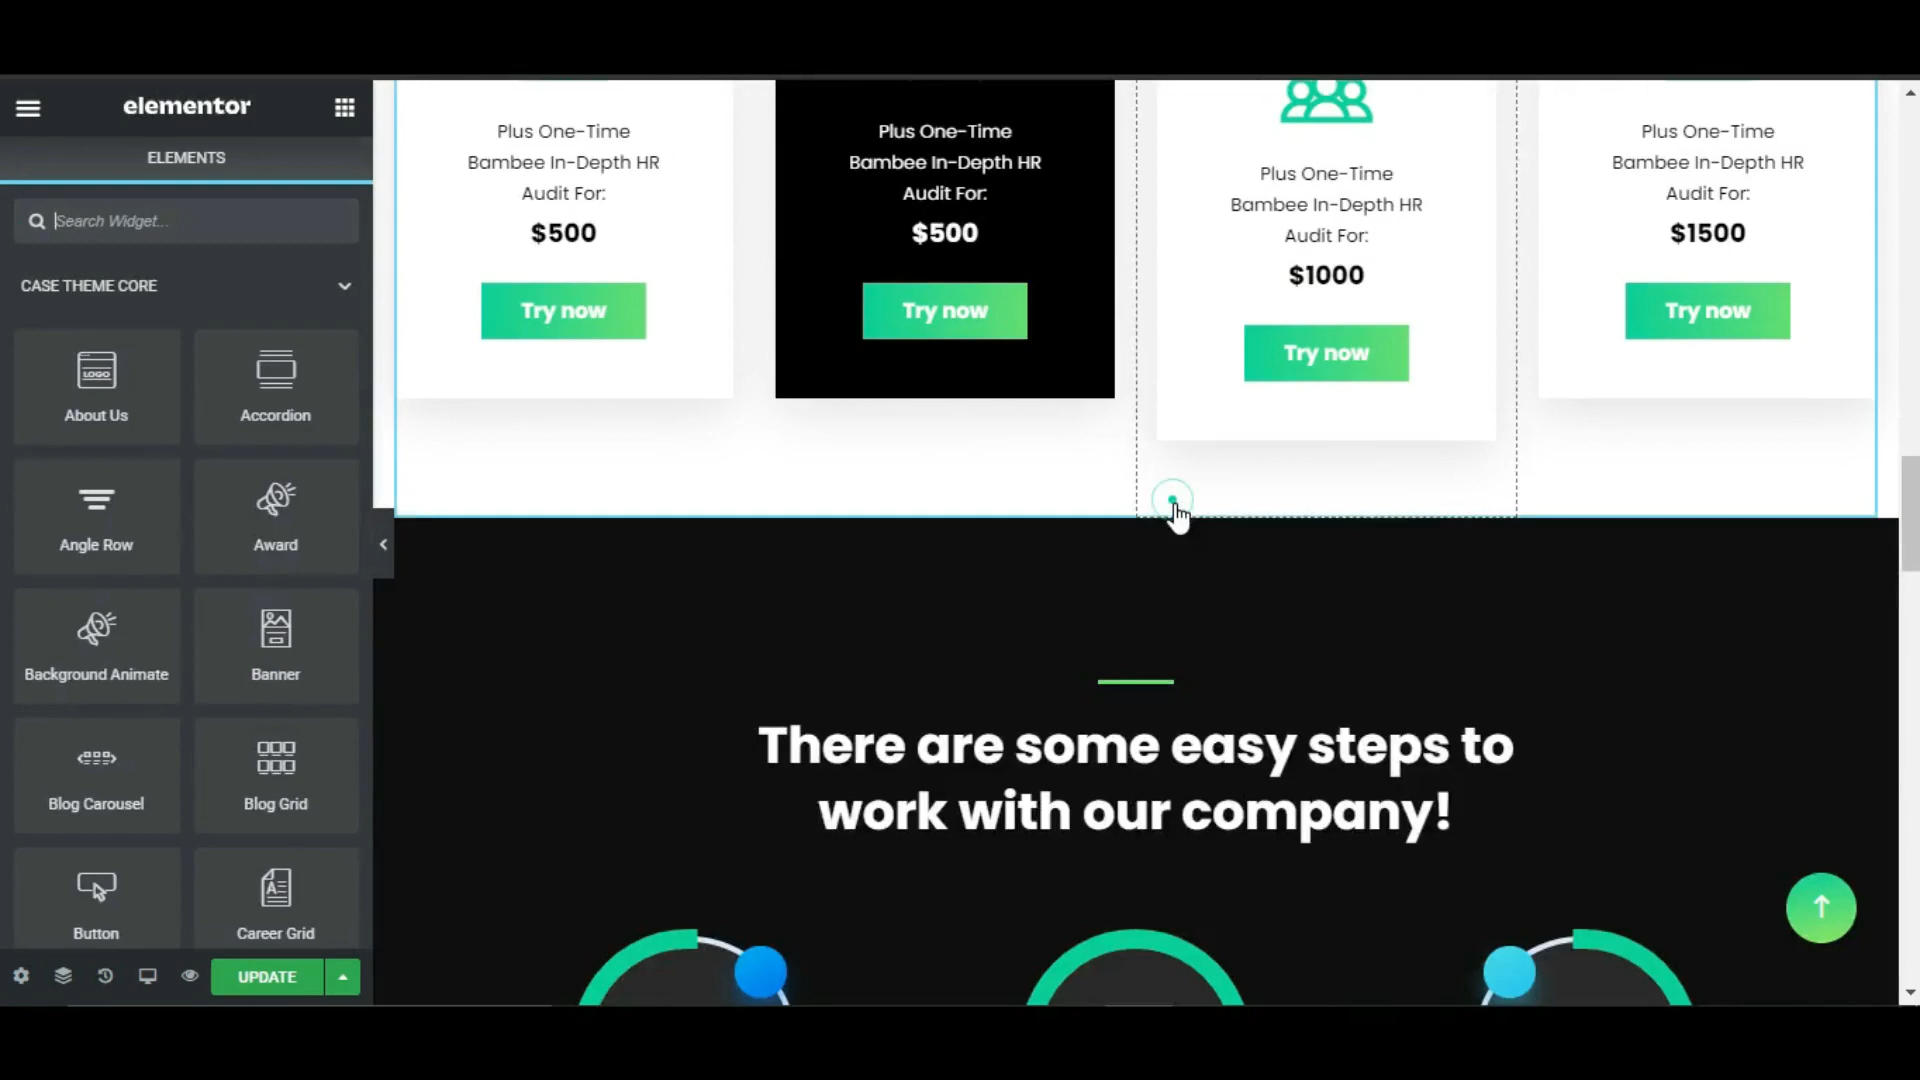 elementor
ELEMENTS
Search Widget...
CASE THEME CORE
LOGO
About Us
Accordion
Angle Row
Award
Background Animate
Banner
Blog Carousel
Blog Grid
A
Button
Career Grid
UPDATE
Plus One-Time
Bambee In-Depth HR
Audit For:
$500
Try now
Plus One-Time
Bambee In-Depth HR
Audit For:
$500
Try now
Plus One-Time
Bambee In-Depth HR
Audit For:
$1000
Try now
Plus One-Time
Bambee In-Depth HR
Audit For:
$1500
Try now
There are some easy steps to
work with our company!